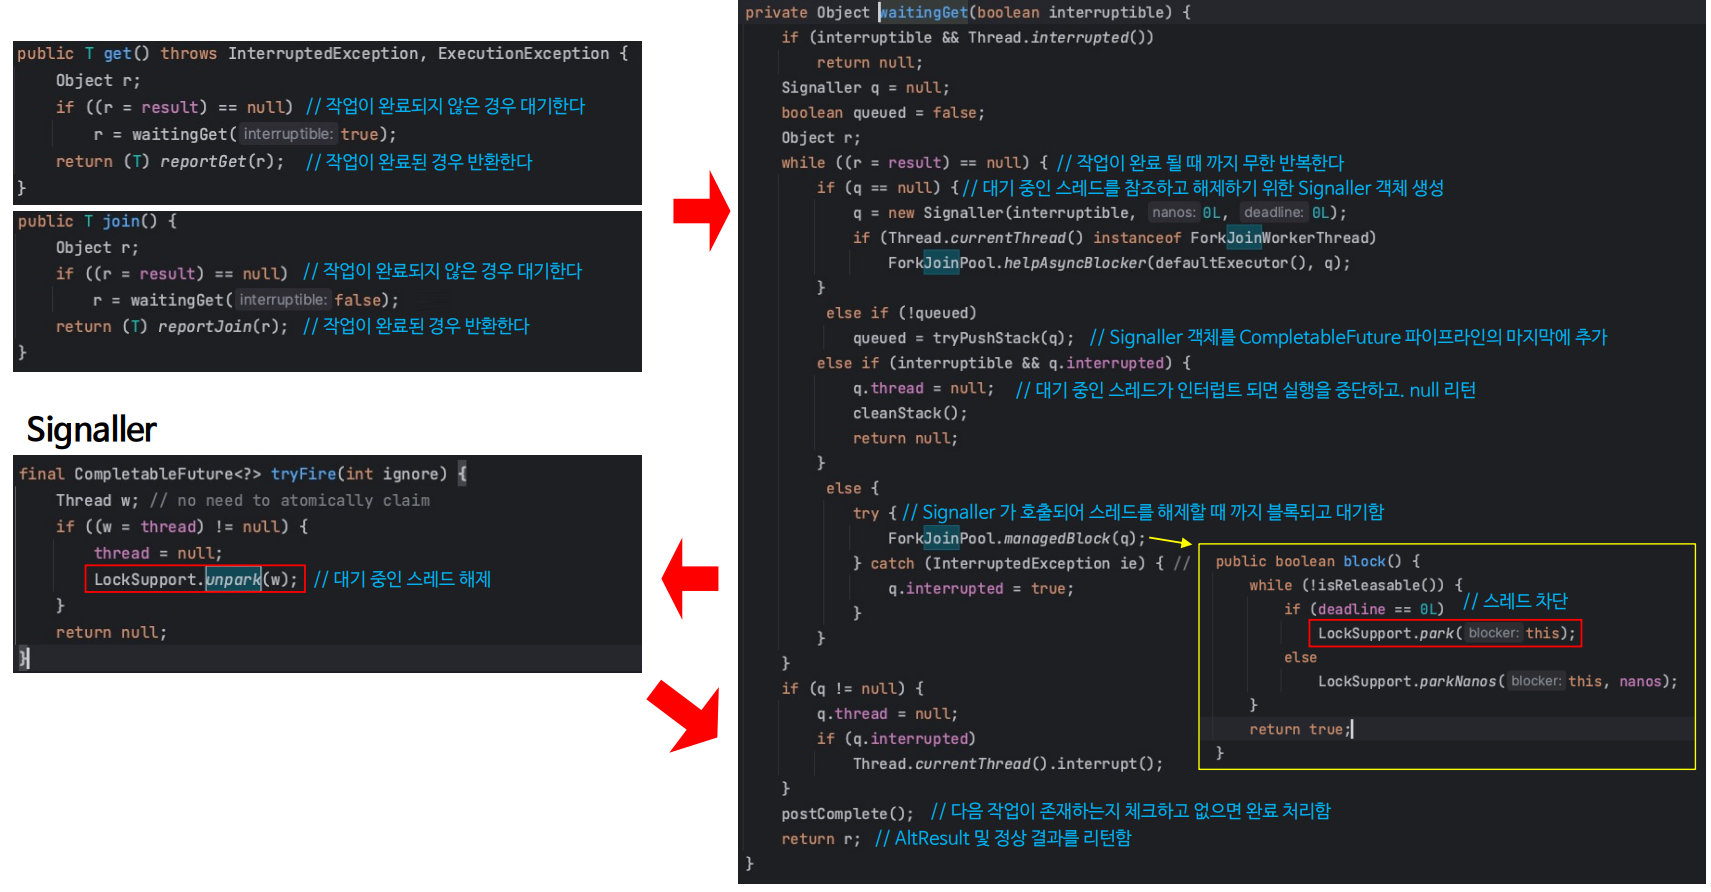 public T get() throws InterruptedException, ExecutionException {
Object r;
if ((r = result) == null) // 작업이 완료되지 않은 경우 대기한다
r = waitingGet( interruptible: true);
return (T) reportGet(r); // 작업이 완료된 경우 반환한다
}
public T join() {
Object r;
if ((r = result) == null) // 작업이 완료되지 않은 경우 대기한다
r = waitingGet( interruptible: false);
return (T) reportJoin(r); // 작업이 완료된 경우 반환한다
}
Signaller
final CompletableFuture<?> tryFire(int ignore) {
Thread w; // no need to atomically claim
if ((w = thread) != null) {
thread = null;
LockSupport.unpark(w); // 대기 중인 스레드 해제
}
return null;
}
private Object waitingGet(boolean interruptible) {
if (interruptible && Thread.interrupted())
return null;
Signaller q = null;
boolean queued = false;
Object r;
while ((r = result) == null) { // 작업이 완료 될 때 까지 무한 반복한다
if (q == null) { // 대기 중인 스레드를 참조하고 해제하기 위한 Signaller 객체 생성
q = new Signaller(interruptible, nanos: 0L, deadline: 0L);
if (Thread.currentThread() instanceof ForkJoinWorkerThread)
ForkJoinPool.helpAsyncBlocker(defaultExecutor(), q);
}
else if (!queued)
queued = tryPushStack(q); // Signaller 객체를 CompletableFuture 파이프라인의 마지막에 추가
else if (interruptible && q.interrupted) {
q.thread = null; // 대기 중인 스레드가 인터럽트 되면 실행을 중단하고. null 리턴
cleanStack();
return null;
}
else {
try { // Signaller 가 호출되어 스레드를 해제할 때 까지 블록되고 대기함
ForkJoinPool.managedBlock(q);
} catch (InterruptedException ie) { //
q.interrupted = true;
}
}
}
if (q != null) {
q.thread = null;
if (q.interrupted)
Thread.currentThread().interrupt();
}
postComplete(); // 다음 작업이 존재하는지 체크하고 없으면 완료 처리함
return r; // AltResult 및 정상 결과를 리턴함
}
public boolean block() {
while (!isReleasable()) {
if (deadline == 0L) // 스레드 차단
LockSupport.park( blocker: this);
else
LockSupport.parkNanos( blocker: this, nanos);
}
return true;
}